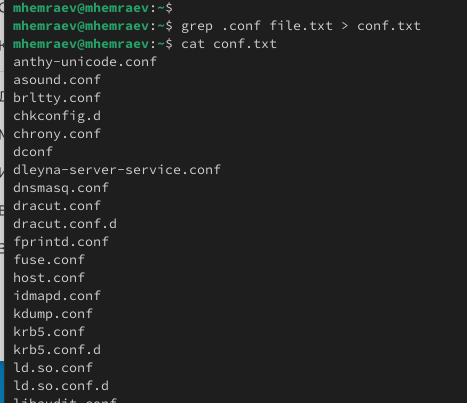 mhemraev@mhemraev:~$
mhemraev@mhemraev:~$ grep .conf file.txt > conf.txt
mhemraev@mhemraev:~$ cat conf.txt
anthy-unicode.conf
asound.conf
brltty.conf
chkconfig.d
chrony.conf
dconf
dleyna-server-service.conf
dnsmasq.conf
dracut.conf
dracut.conf.d
fprintd.conf
fuse.conf
host.conf
idmapd.conf
kdump.conf
krb5.conf
krb5.conf.d
ld.so.conf
ld.so.conf.d
libaudit.conf